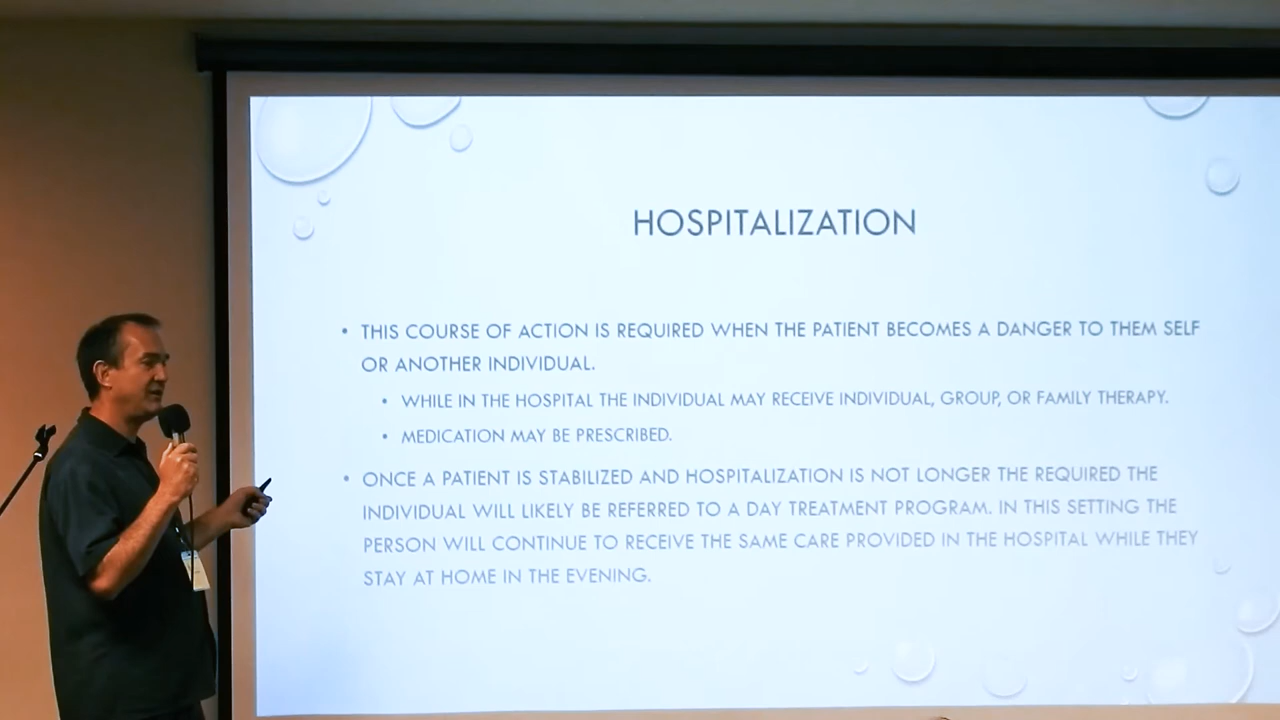 HOSPITALIZATION
• THIS COURSE OF ACTION IS REQUIRED WHEN THE PATIENT BECOMES A DANGER TO THEM SELF
OR ANOTHER INDIVIDUAL.
• WHILE IN THE HOSPITAL THE INDIVIDUAL MAY RECEIVE INDIVIDUAL, GROUP, OR FAMILY THERAPY.
• MEDICATION MAY BE PRESCRIBED.
• ONCE A PATIENT IS STABILIZED AND HOSPITALIZATION IS NOT LONGER THE REQUIRED THE
INDIVIDUAL WILL LIKELY BE REFERRED TO A DAY TREATMENT PROGRAM. IN THIS SETTING THE
PERSON WILL CONTINUE TO RECEIVE THE SAME CARE PROVIDED IN THE HOSPITAL WHILE THEY
STAY AT HOME IN THE EVENING.